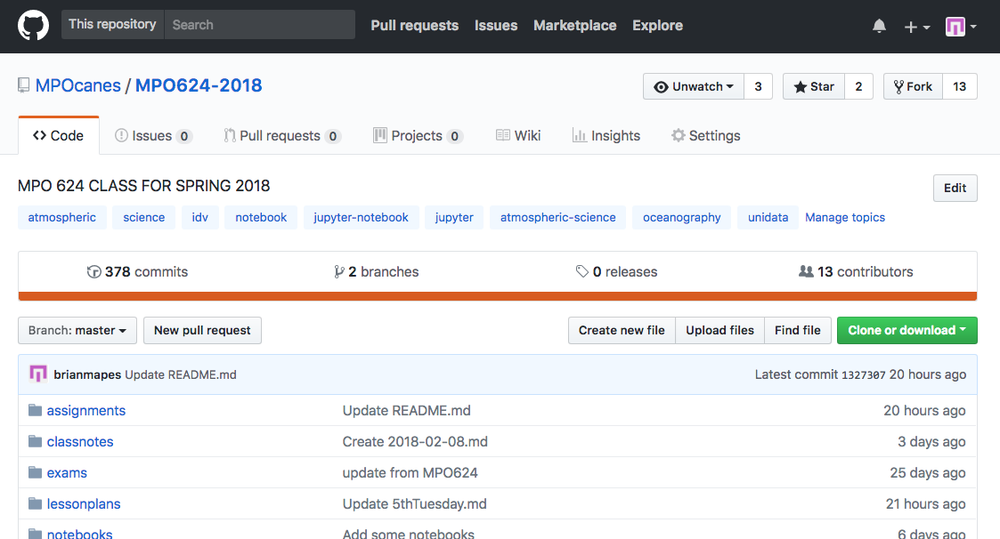 This repository Search Pull requests Issues Marketplace Explore
MPOcanes / MPO624-2018 Unwatch 3 Star 2 Fork 13
Code Issues 0 Pull requests 0 Projects 0 Wiki Insights Settings
MPO 624 CLASS FOR SPRING 2018 Edit
atmospheric science idv notebook jupyter-notebook jupyter atmospheric-science oceanography unidata Manage topics
378 commits 2 branches 0 releases 13 contributors
Branch: master New pull request Create new file Upload files Find file Clone or download
brianmapes Update README.md Latest commit 1327307 20 hours ago
assignments Update README.md 20 hours ago
classnotes Create 2018-02-08.md 3 days ago
exams update from MPO624 25 days ago
lessonplans Update 5thTuesday.md 21 hours ago
notebooks Add some notebooks 6 days ago